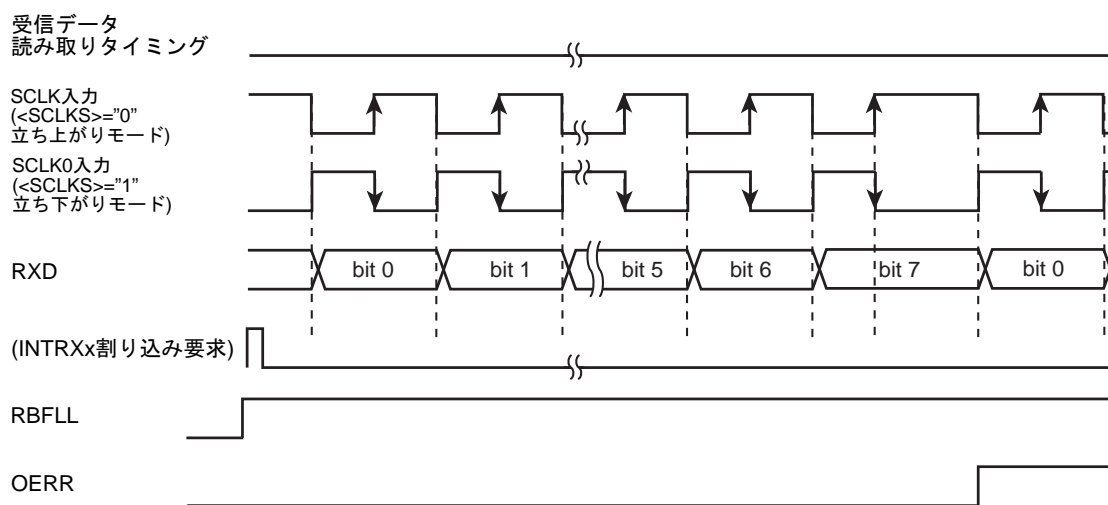 受信データ
読み取りタイミング
SCLK入力
(<SCLKS>="0"
立ち上がりモード)
SCLK0入力
(<SCLKS>="1"
立ち下がりモード)
RXD
bit 0
bit 1
bit 5
bit 6
bit 7
bit 0
(INTRXx割り込み要求)
RBFLL
OERR